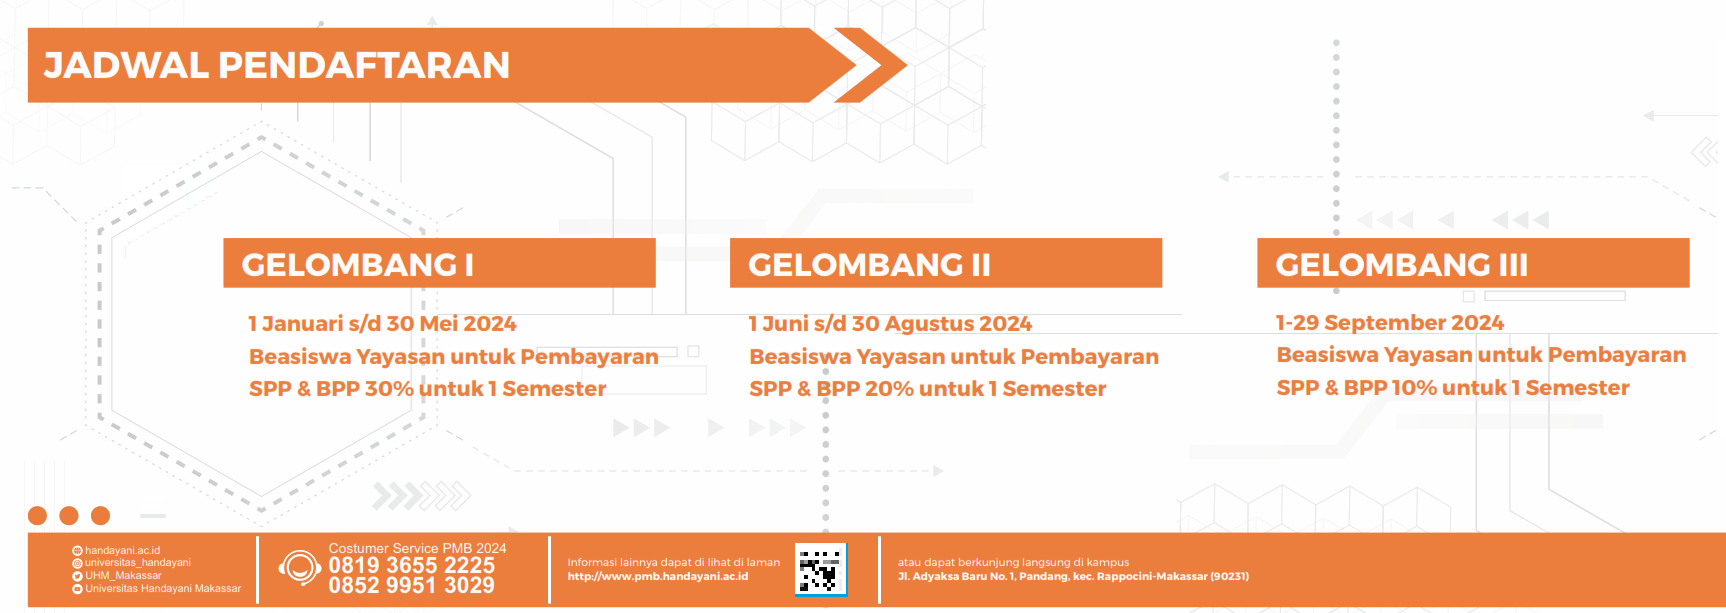 JADWAL PENDAFTARAN
GELOMBANG I
1 Januari s/d 30 Mei 2024
Beasiswa Yayasan untuk Pembayaran
SPP & BPP 30% untuk 1 Semester
GELOMBANG II
1 Juni s/d 30 Agustus 2024
Beasiswa Yayasan untuk Pembayaran
SPP & BPP 20% untuk 1 Semester
GELOMBANG III
1-29 September 2024
Beasiswa Yayasan untuk Pembayaran
SPP & BPP 10% untuk 1 Semester
handayani.ac.id
universitas_handayani
UHM_Makassar
Universitas Handayani Makassar
Costumer Service PMB 2024
0819 3655 2225
0852 9951 3029
Informasi lainnya dapat di lihat di laman
http://www.pmb.handayani.ac.id
atau dapat berkunjung langsung di kampus
Jl. Adyaksa Baru No. 1, Pandang, kec. Rappocini-Makassar (90231)